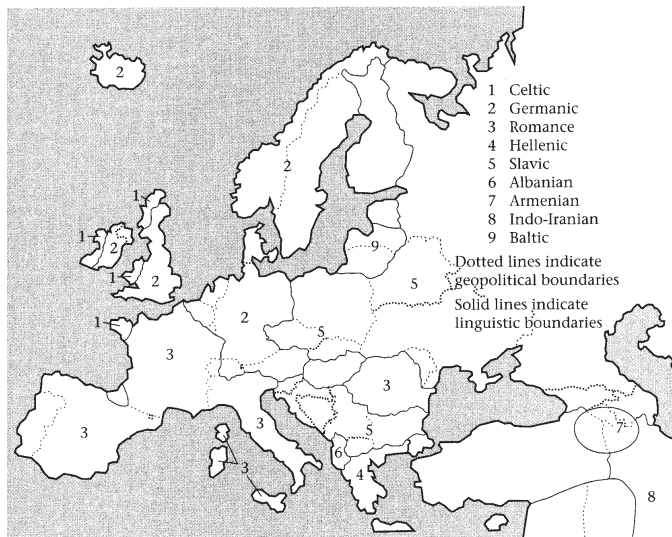 1 Celtic
2 Germanic
3 Romance
4 Hellenic
5 Slavic
6 Albanian
7 Armenian
8 Indo-Iranian
9 Baltic
Dotted lines indicate
geopolitical boundaries
Solid lines indicate
linguistic boundaries
2
2
1
1
2
1
2
9
5
1
2
5
3
3
3
3
5
7
6
3
4
8